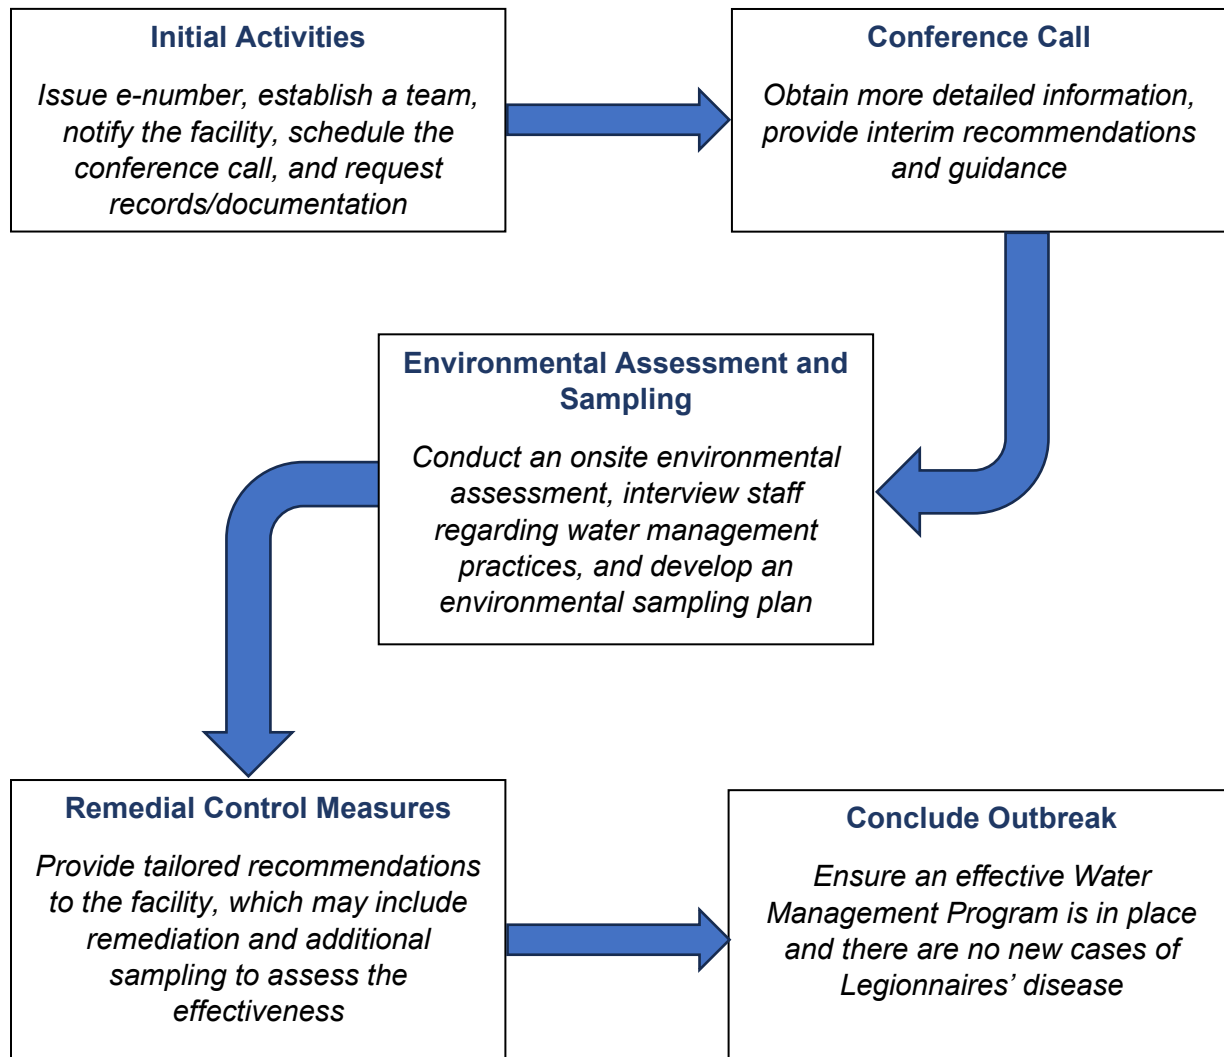 Initial Activities
Issue e-number, establish a team,
notify the facility, schedule the
conference call, and request
records/documentation
Conference Call
Obtain more detailed information,
provide interim recommendations
and guidance
Environmental Assessment and
Sampling
Conduct an onsite environmental
assessment, interview staff
regarding water management
practices, and develop an
environmental sampling plan
Remedial Control Measures
Provide tailored recommendations
to the facility, which may include
remediation and additional
sampling to assess the
effectiveness
Conclude Outbreak
Ensure an effective Water
Management Program is in place
and there are no new cases of
Legionnaires’ disease